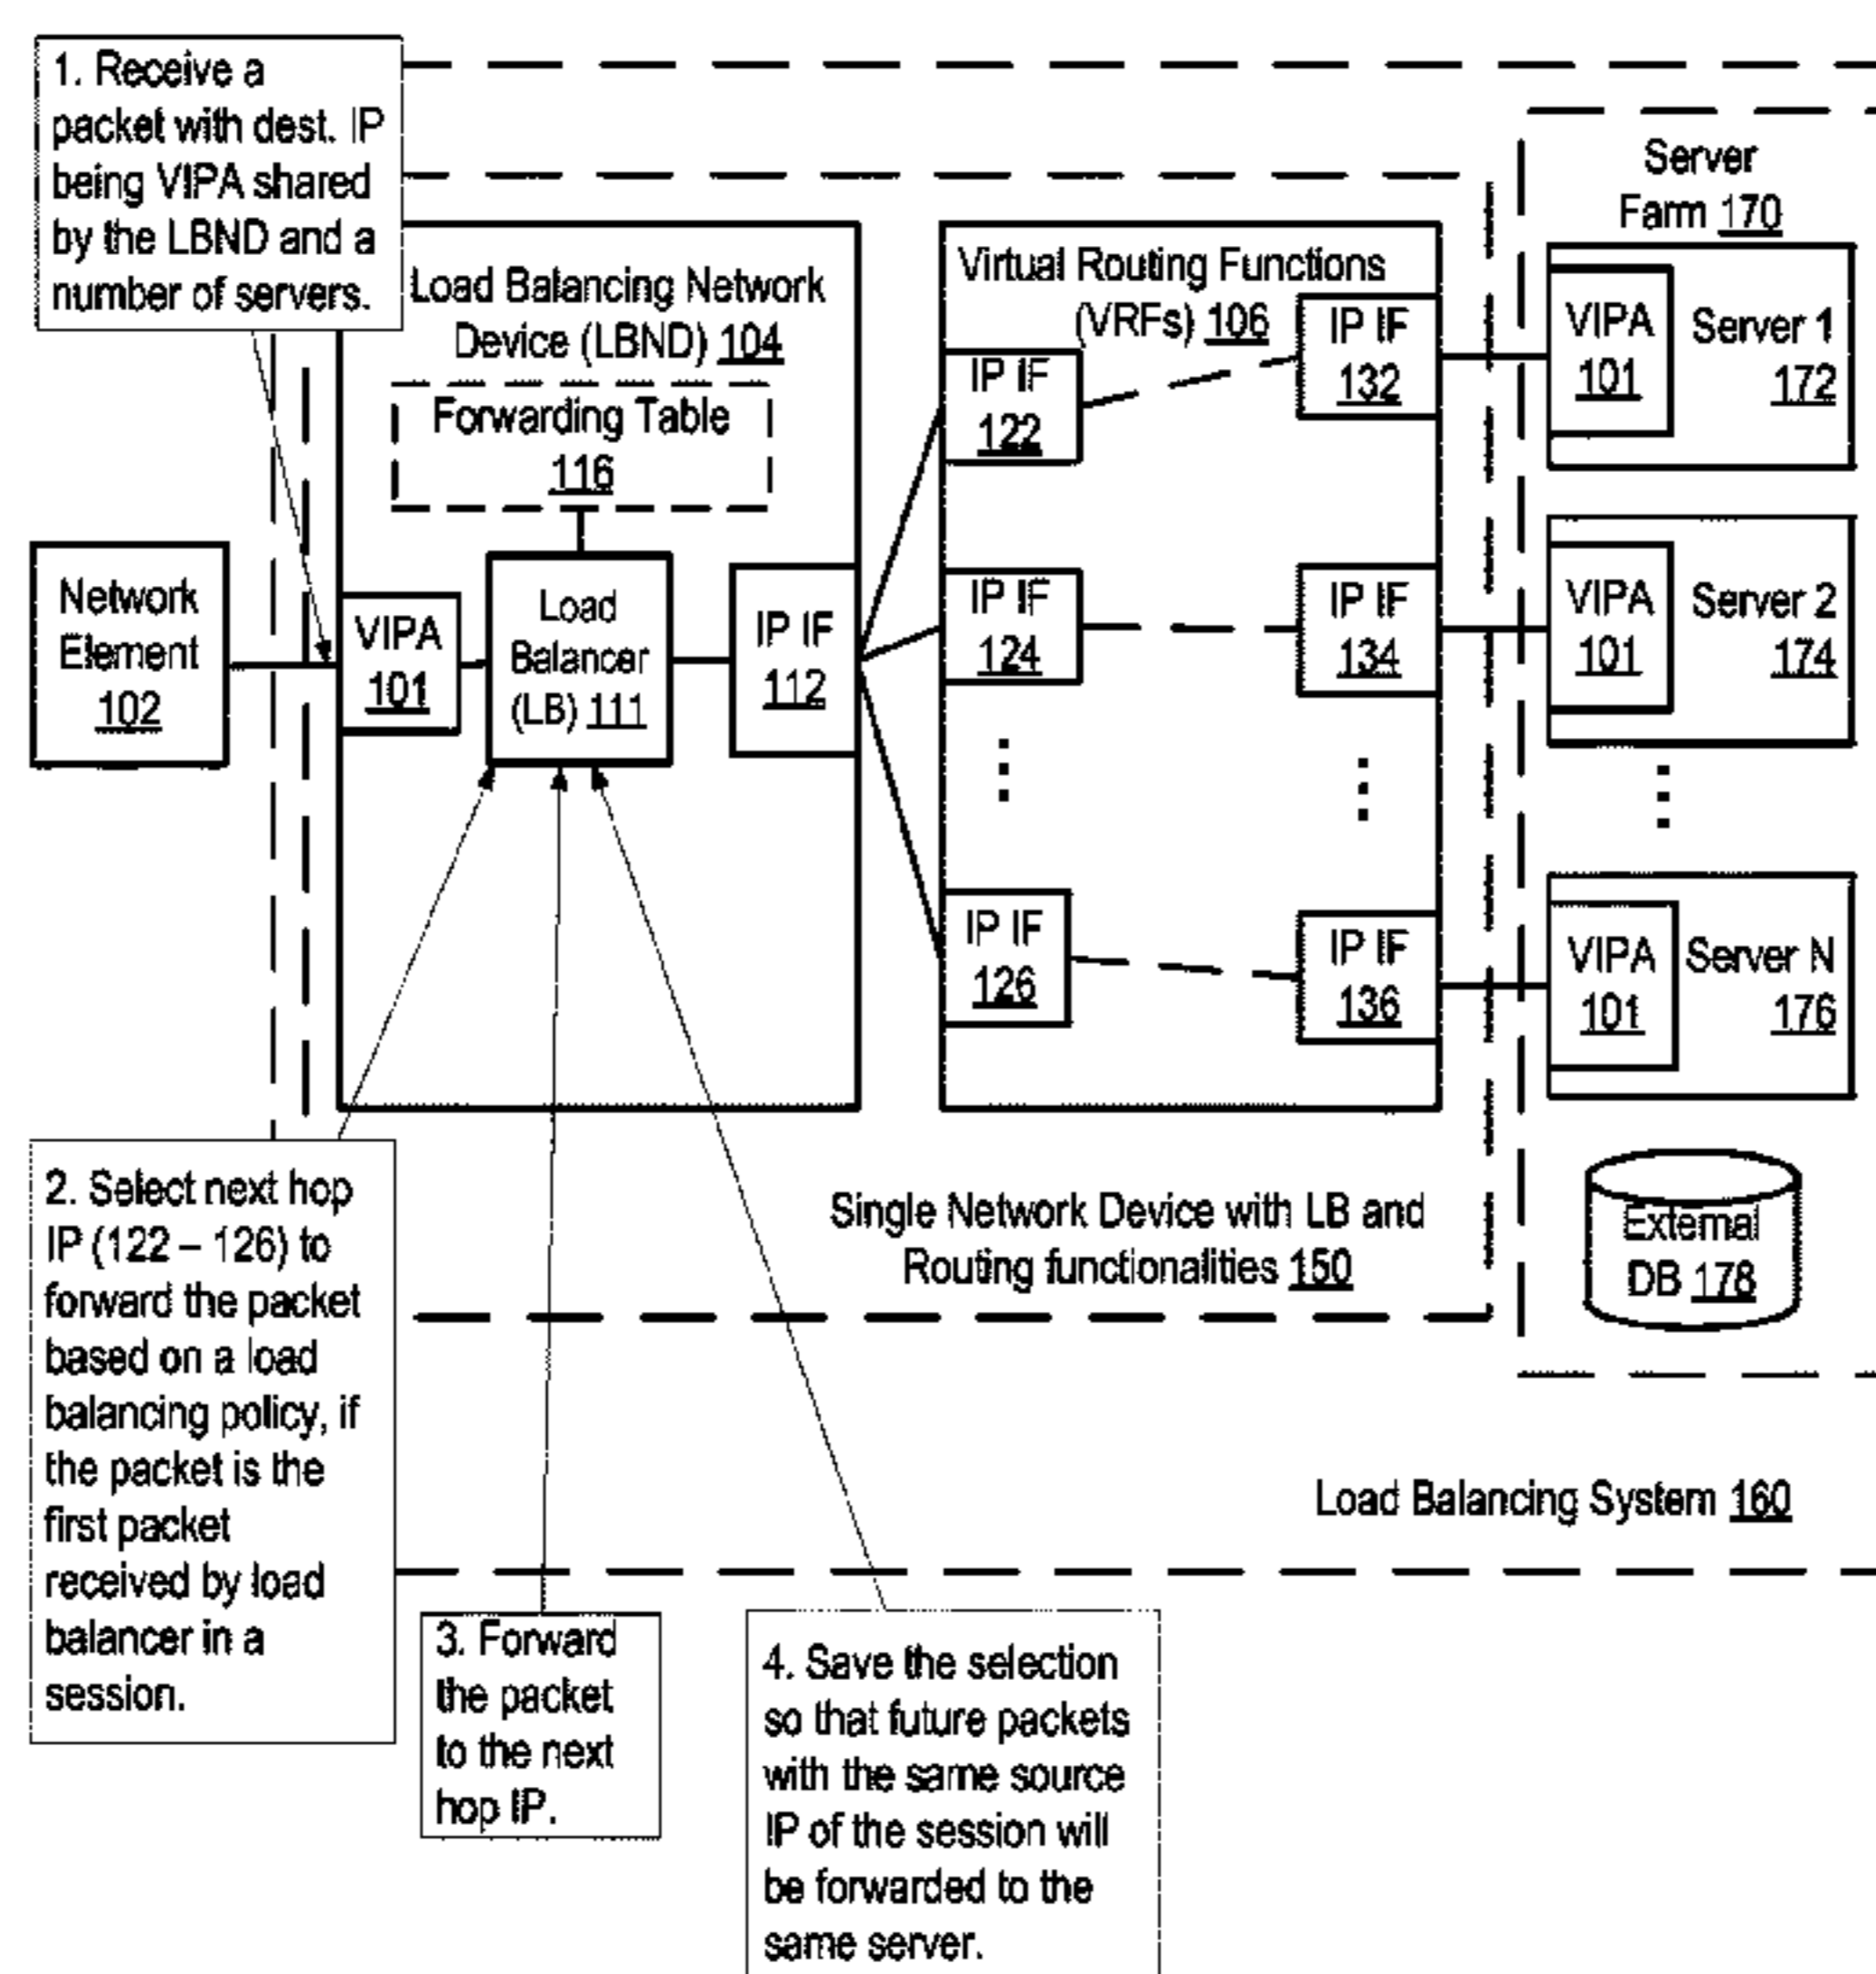 1. Receive a
packet with dest. IP
being VIPA shared
by the LBND and a
number of servers.
Load Balancing Network
Device (LBND) 104
Forwarding Table
116
Network
Element
102
VIPA
101
Load
Balancer
(LB) 111
IP IF
112
Virtual Routing Functions
(VRFs) 106
IP IF
122
IP IF
132
IP IF
124
IP IF
134
IP IF
126
IP IF
136
Server
Farm 170
VIPA
101
Server 1
172
VIPA
101
Server 2
174
VIPA
101
Server N
176
External
DB 178
Single Network Device with LB and
Routing functionalities 150
Load Balancing System 160
2. Select next hop
IP (122 – 126) to
forward the packet
based on a load
balancing policy, if
the packet is the
first packet
received by load
balancer in a
session.
3. Forward
the packet
to the next
hop IP.
4. Save the selection
so that future packets
with the same source
IP of the session will
be forwarded to the
same server.